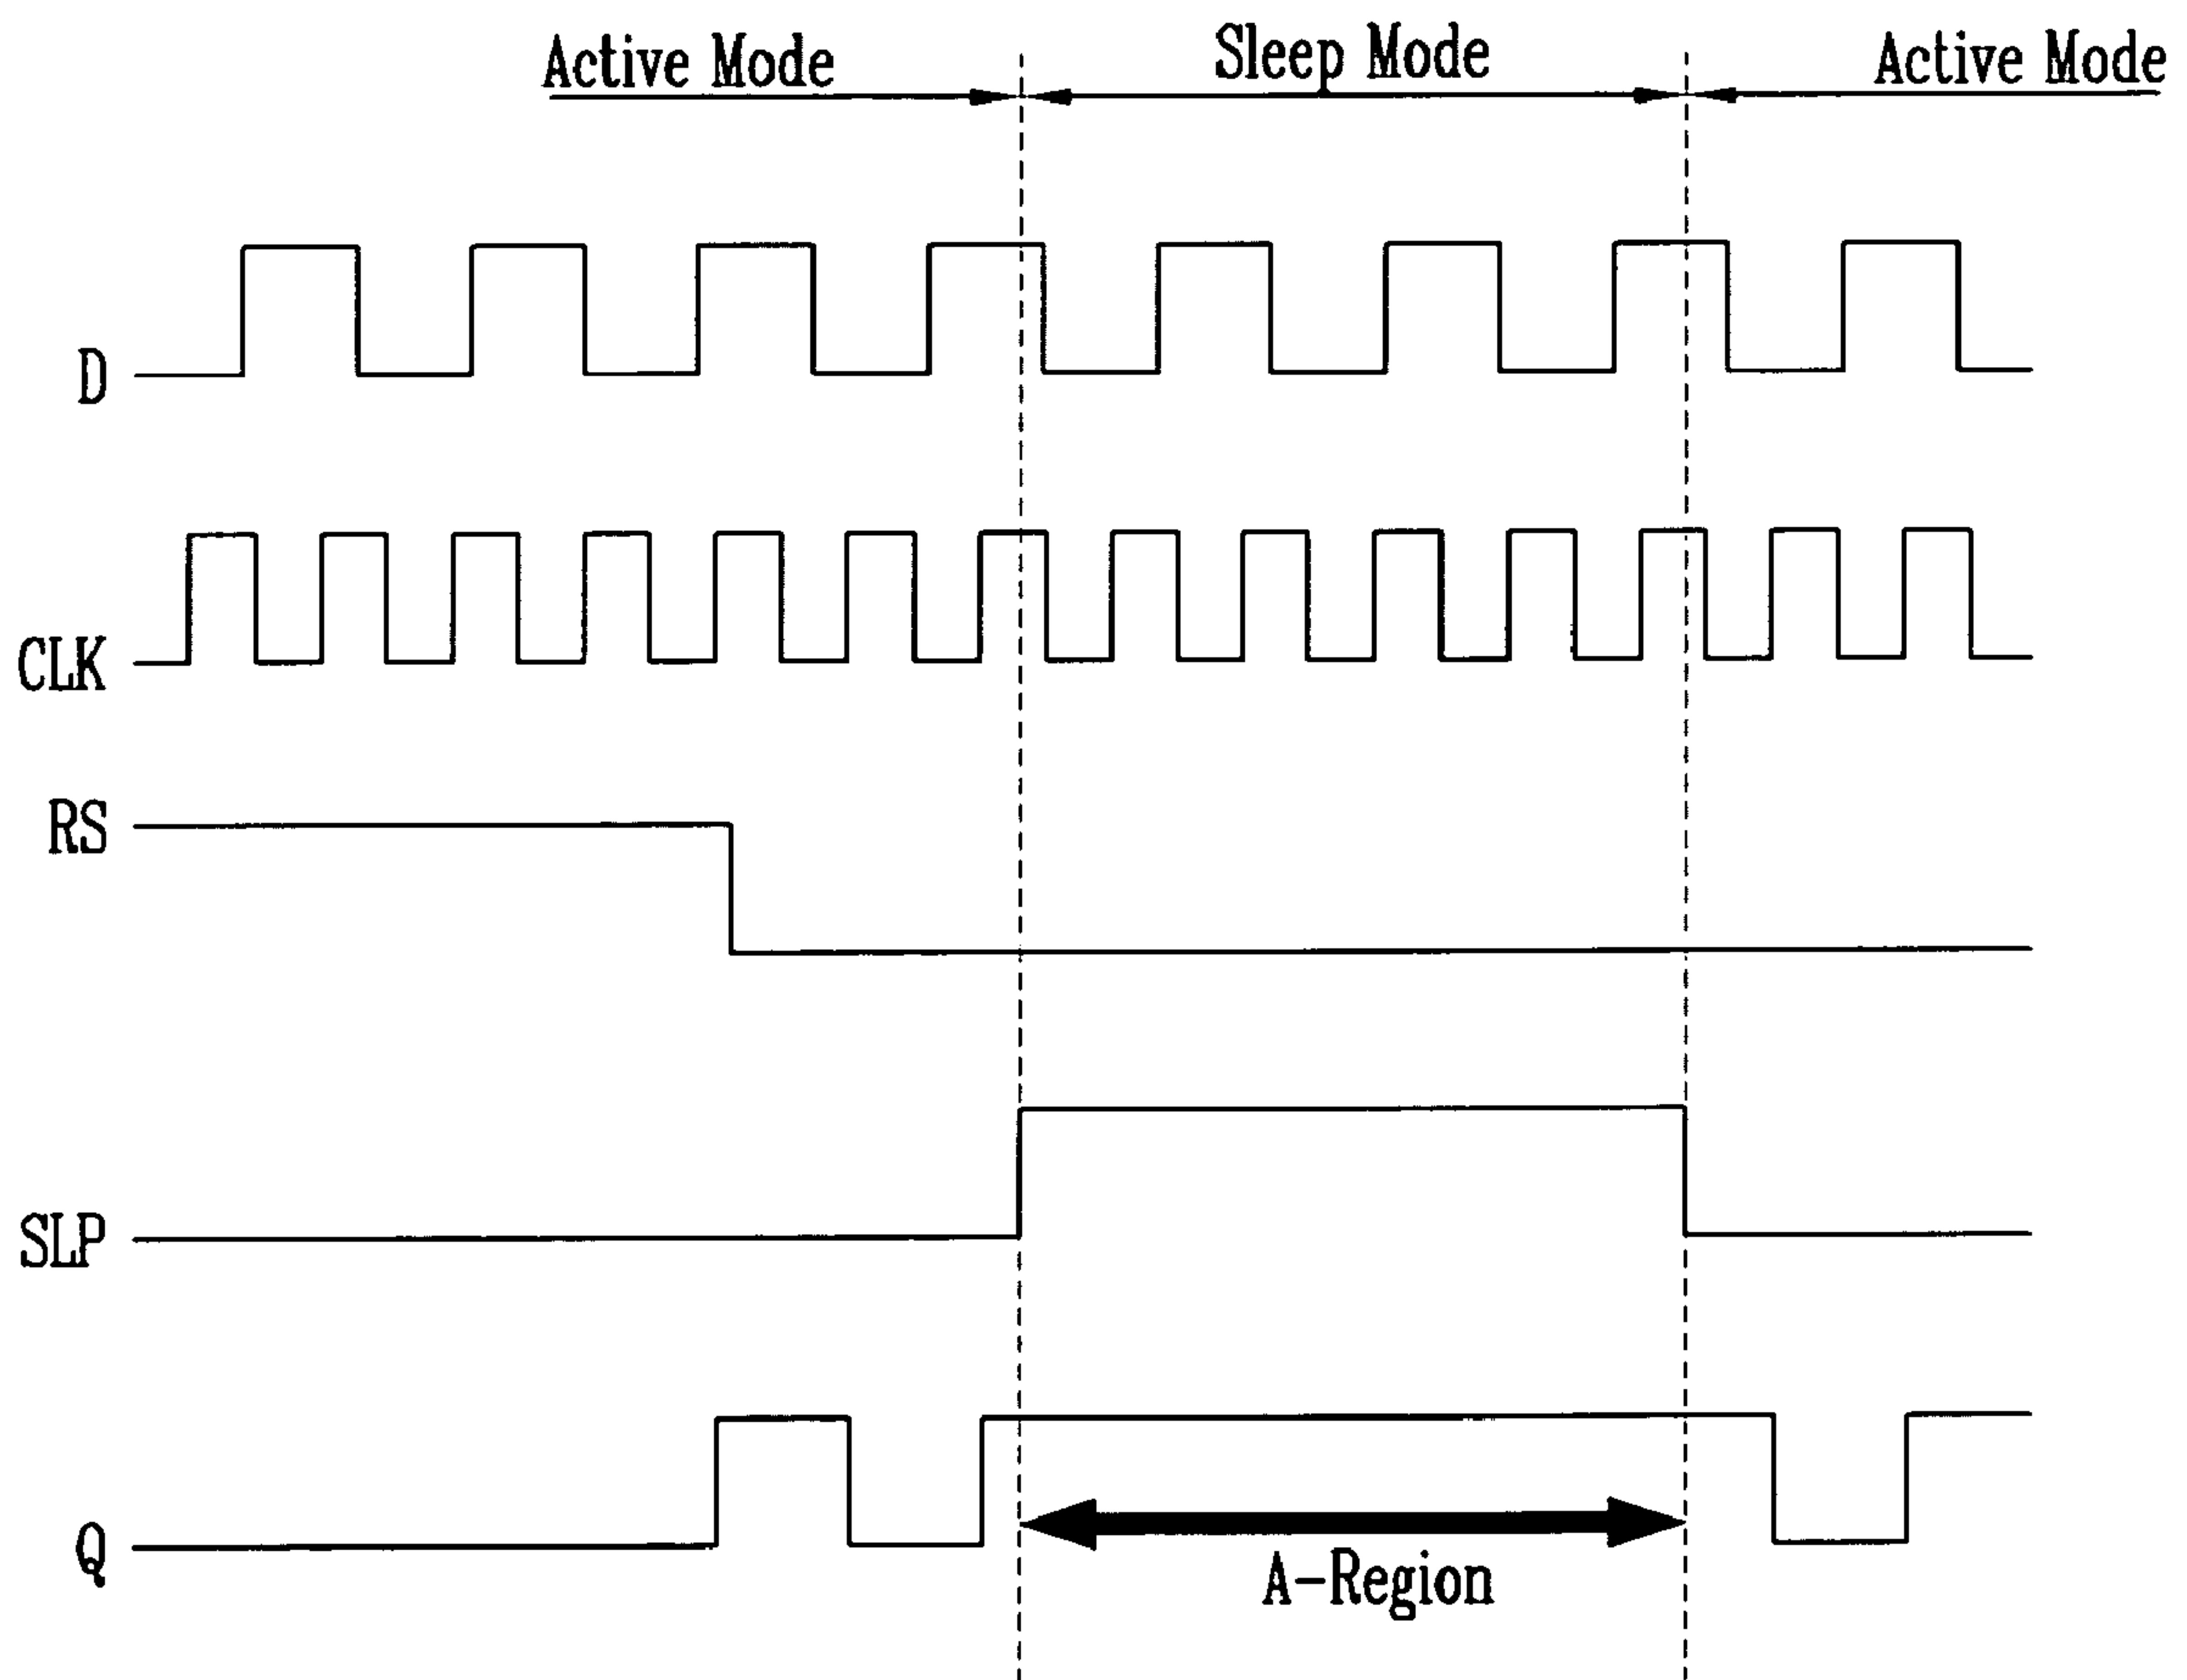 Active Mode
Sleep Mode
Active Mode
D
CLK
RS
SLP
Q
A-Region